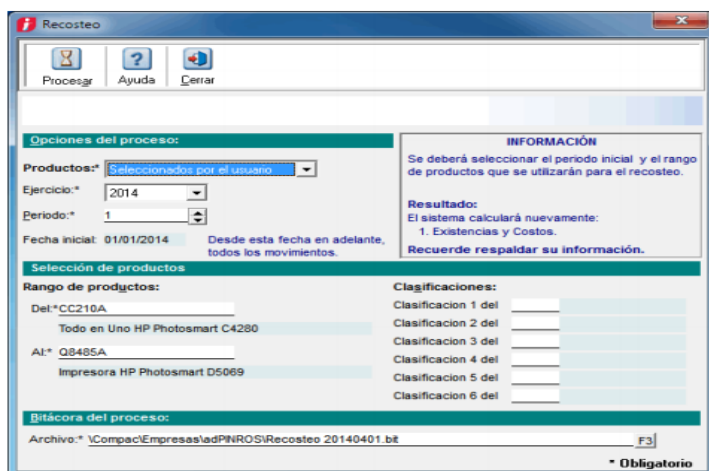 Recosteo
Procesar Ayuda Cerrar
Opciones del proceso:
Productos:* Seleccionados por el usuario
Ejercicio:* 2014
Periodo:* 1
Fecha inicial: 01/01/2014 Desde esta fecha en adelante,
todos los movimientos.
INFORMACIÓN
Se deberá seleccionar el periodo inicial y el rango
de productos que se utilizarán para el recosteo.
Resultado:
El sistema calculará nuevamente:
1. Existencias y Costos.
Recuerde respaldar su información.
Selección de productos
Rango de productos:
Del:* CC210A
Todo en Uno HP Photosmart C4280
Al:* Q8485A
Impresora HP Photosmart D5069
Clasificaciones:
Clasificacion 1 del
Clasificacion 2 del
Clasificacion 3 del
Clasificacion 4 del
Clasificacion 5 del
Clasificacion 6 del
Bitácora del proceso:
Archivo:* \Compac\Empresas\adPINROS\Recosteo 20140401.bit F3
* Obligatorio